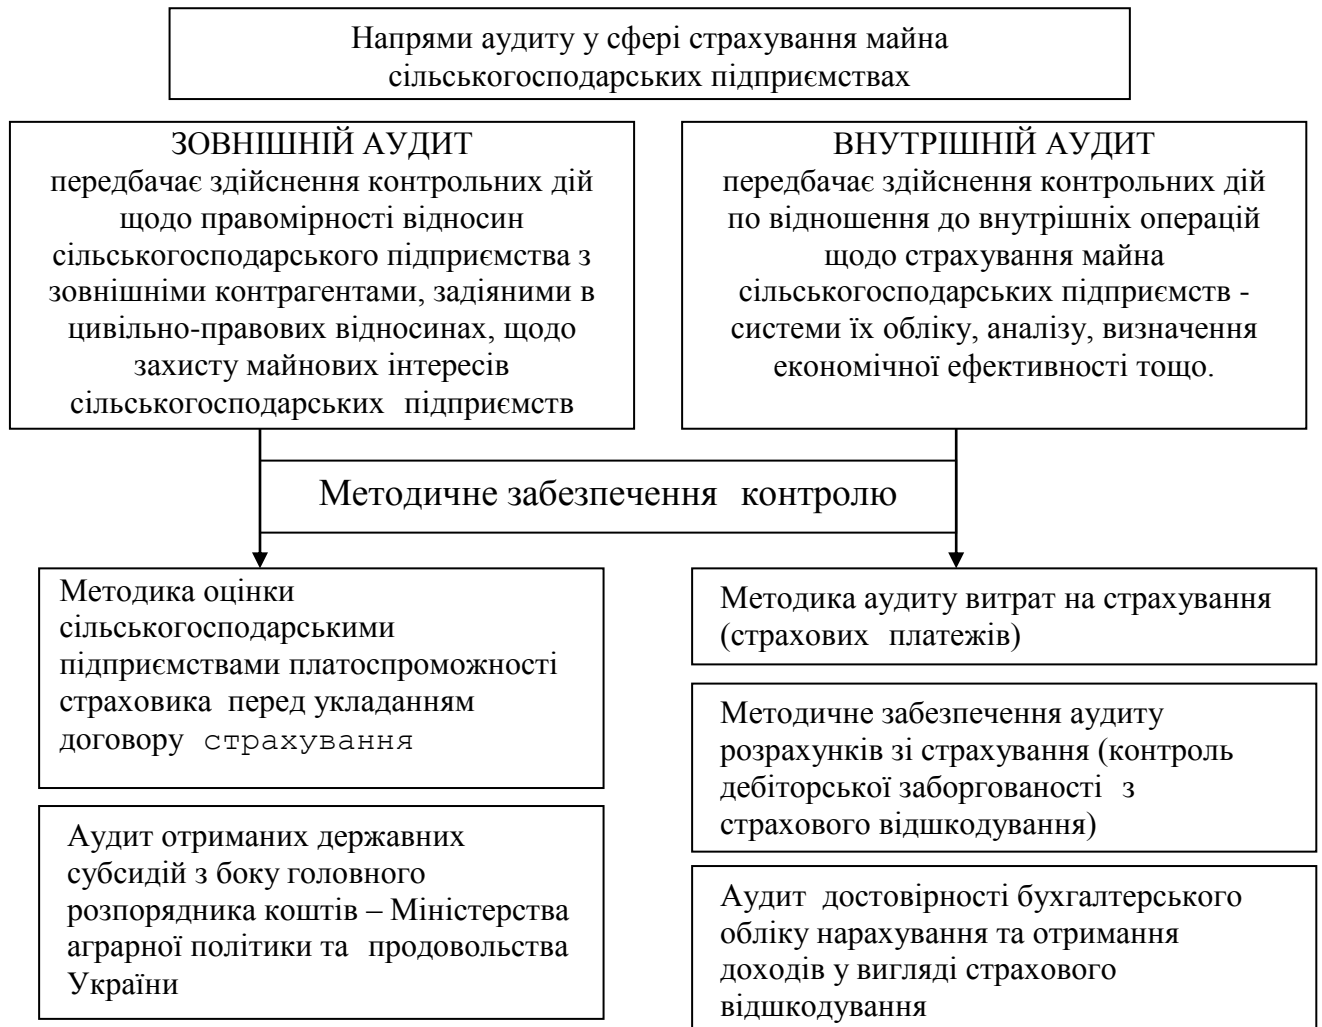 Напрями аудиту у сфері страхування майна
сільськогосподарських підприємствах
ЗОВНІШНІЙ АУДИТ
передбачає здійснення контрольних дій
щодо правомірності відносин
сільськогосподарського підприємства з
зовнішніми контрагентами, задіяними в
цивільно-правових відносинах, щодо
захисту майнових інтересів
сільськогосподарських підприємств
ВНУТРІШНІЙ АУДИТ
передбачає здійснення контрольних дій
по відношення до внутрішніх операцій
щодо страхування майна
сільськогосподарських підприємств -
системи їх обліку, аналізу, визначення
економічної ефективності тощо.
Методичне забезпечення контролю
Методика оцінки
сільськогосподарськими
підприємствами платоспроможності
страховика перед укладанням
договору страхування
Аудит отриманих державних
субсидій з боку головного
розпорядника коштів – Міністерства
аграрної політики та продовольства
України
Методика аудиту витрат на страхування
(страхових платежів)
Методичне забезпечення аудиту
розрахунків зі страхування (контроль
дебіторської заборгованості з
страхового відшкодування)
Аудит достовірності бухгалтерського
обліку нарахування та отримання
доходів у вигляді страхового
відшкодування